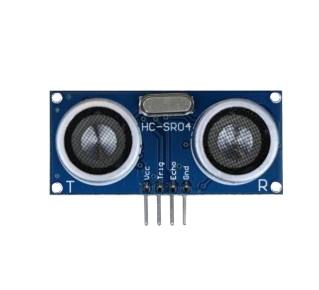 HC-SR04
Vcc
Trig
Echo
Gnd
T
R